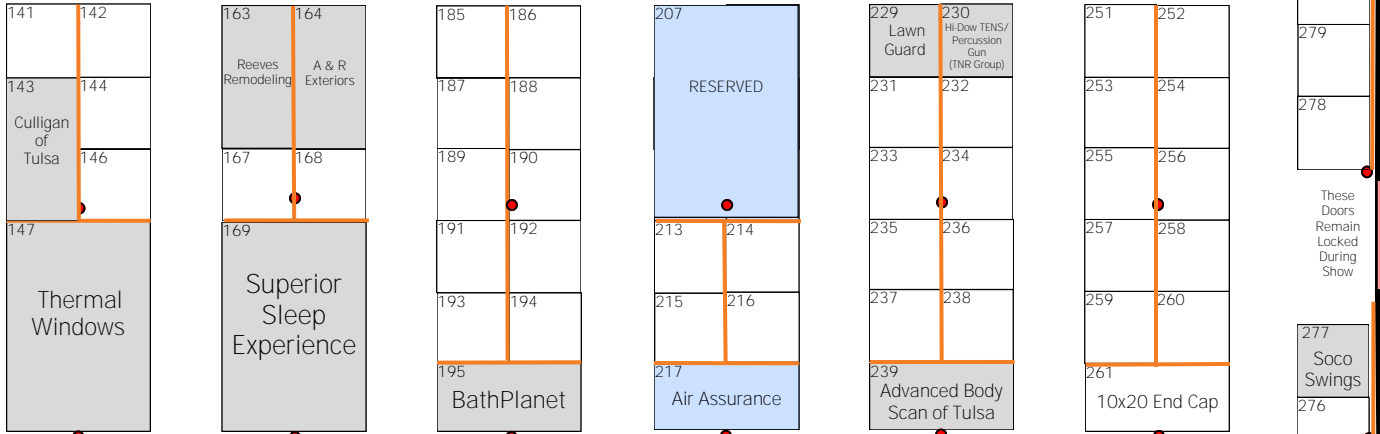 141 142
143 144
Culligan
of
Tulsa
146
147
Thermal
Windows
163 164
Reeves
Remodeling
A & R
Exteriors
167 168
169
Superior
Sleep
Experience
185 186
187 188
189 190
191 192
193 194
195
BathPlanet
207
RESERVED
213 214
215 216
217
Air Assurance
229
Lawn
Guard
230
Hi-Dow TENS/
Percussion
Gun
(TNR Group)
231 232
233 234
235 236
237 238
239
Advanced Body
Scan of Tulsa
251 252
253 254
255 256
257 258
259 260
261
10x20 End Cap
279
278
These
Doors
Remain
Locked
During
Show
277
Soco
Swings
276